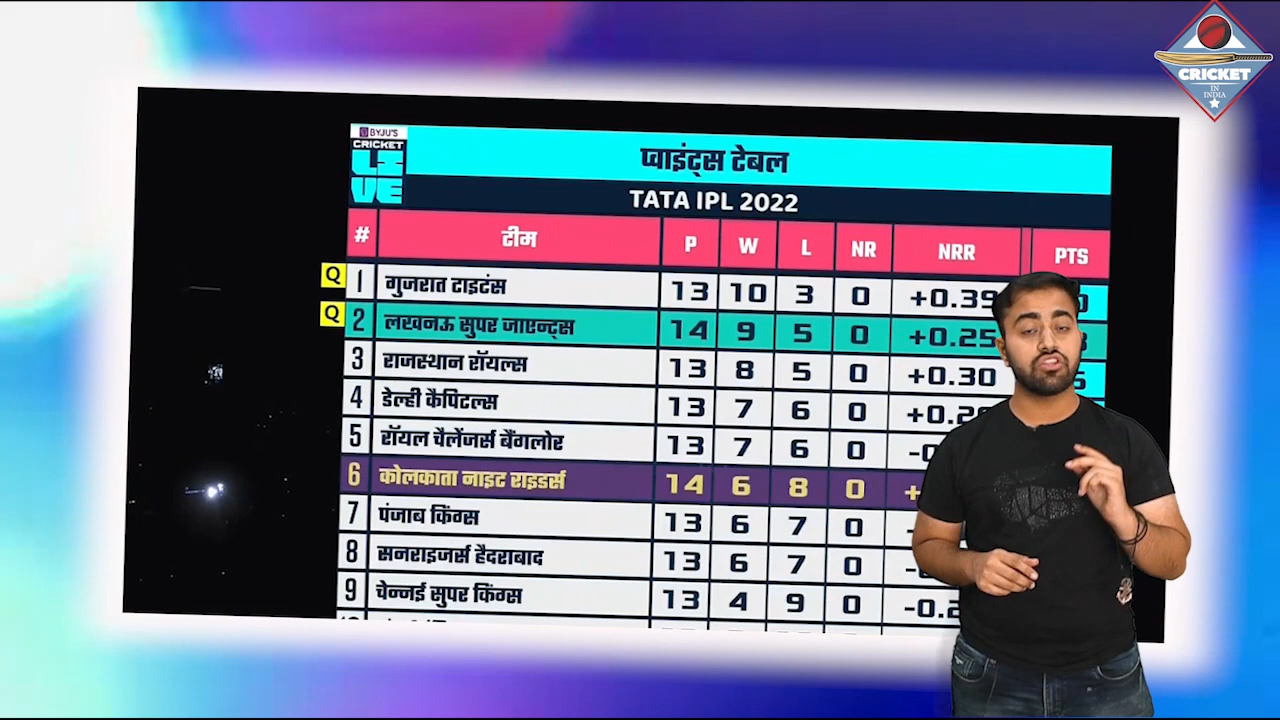 CRICKET
IN
INDIA
BYJU'S
CRICKET
LIVE
प्वाइंट्स टेबल
TATA IPL 2022
# टीम P W L NR NRR PTS
Q 1 गुजरात टाइटंस 13 10 3 0 +0.39
Q 2 लखनऊ सुपर जाएन्ट्स 14 9 5 0 +0.25
3 राजस्थान रॉयल्स 13 8 5 0 +0.30
4 डेल्ही कैपिटल्स 13 7 6 0
5 रॉयल चैलेंजर्स बैंगलोर 13 7 6 0
6 कोलकाता नाइट राइडर्स 14 6 8 0
7 पंजाब किंग्स 13 6 7 0
8 सनराइजर्स हैदराबाद 13 6 7 0
9 चेन्नई सुपर किंग्स 13 4 9 0